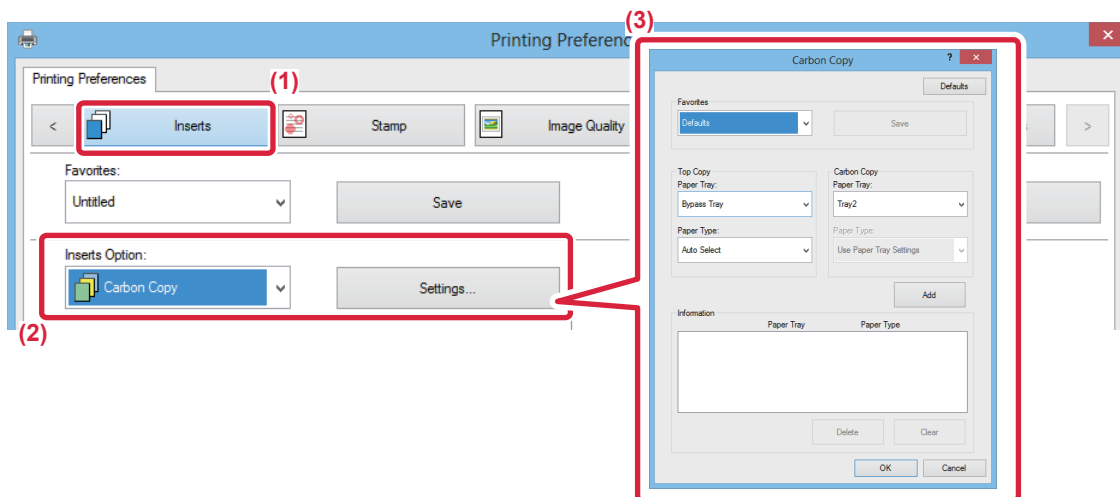 (3)
Printing Preferenc
Printing Preferences
(1)
<
Inserts
Stamp
Image Quality
s
>
Favorites:
Untitled
Save
Inserts Option:
Carbon Copy
Settings...
(2)
Carbon Copy
?
Defaults
Favorites
Defaults
Save
Top Copy
Paper Tray:
Bypass Tray
Paper Type:
Auto Select
Carbon Copy
Paper Tray:
Tray2
Paper Type:
Use Paper Tray Settings
Add
Information
Paper Tray Paper Type
Delete Clear
OK Cancel